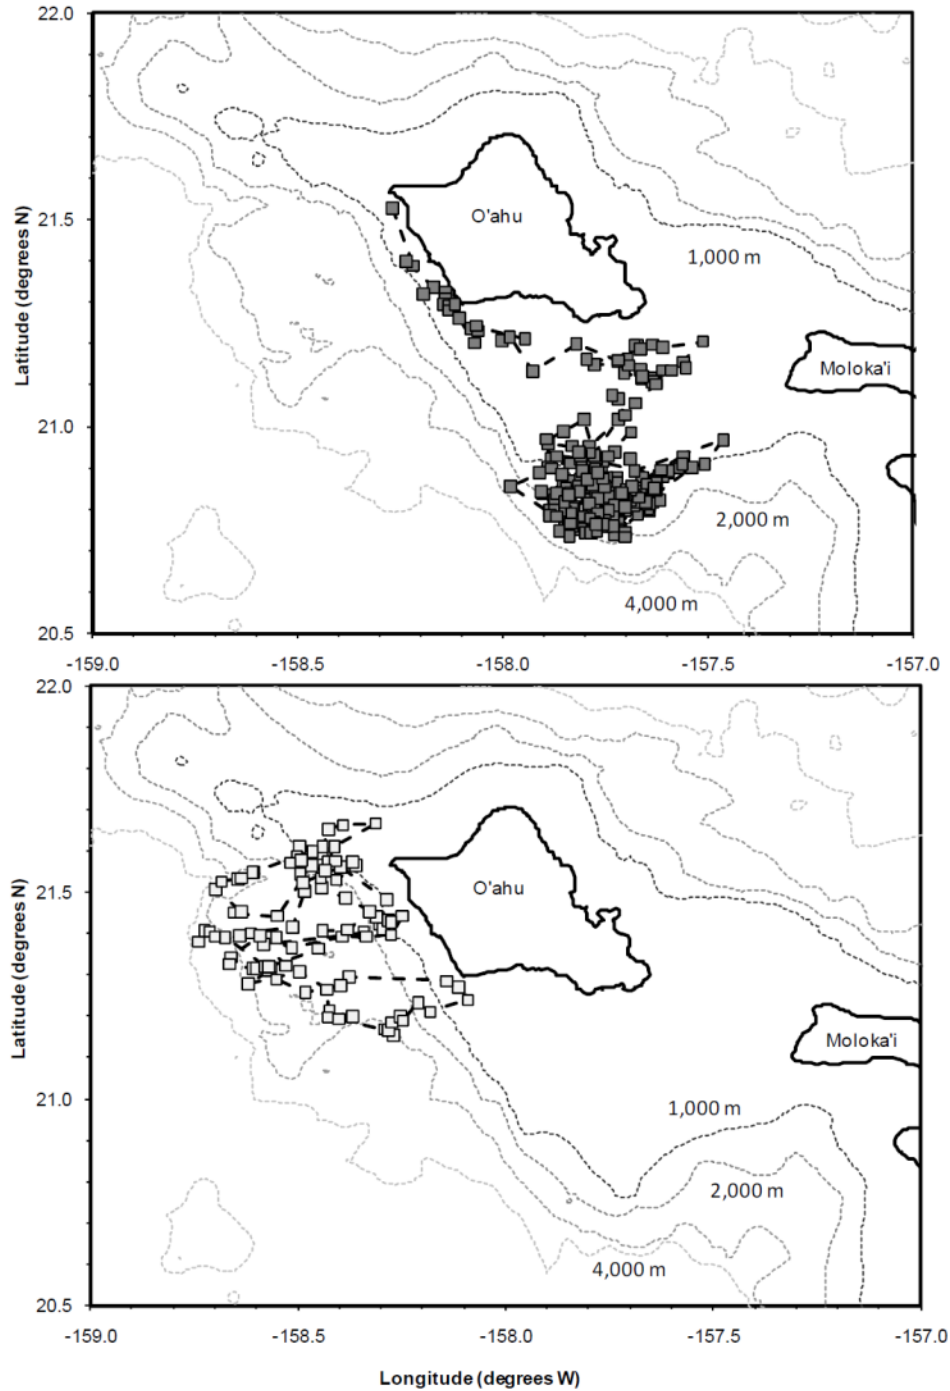 22.0
O'ahu
21.5
1,000 m
Latitude (degrees N)
Moloka'i
21.0
2,000 m
4,000 m
20.5
-159.0
-158.5
-158.0
-157.5
-157.0
22.0
O'ahu
21.5
Latitude (degrees N)
Moloka'i
21.0
1,000 m
2,000 m
4,000 m
20.5
-159.0
-158.5
-158.0
-157.5
-157.0
Longitude (degrees W)